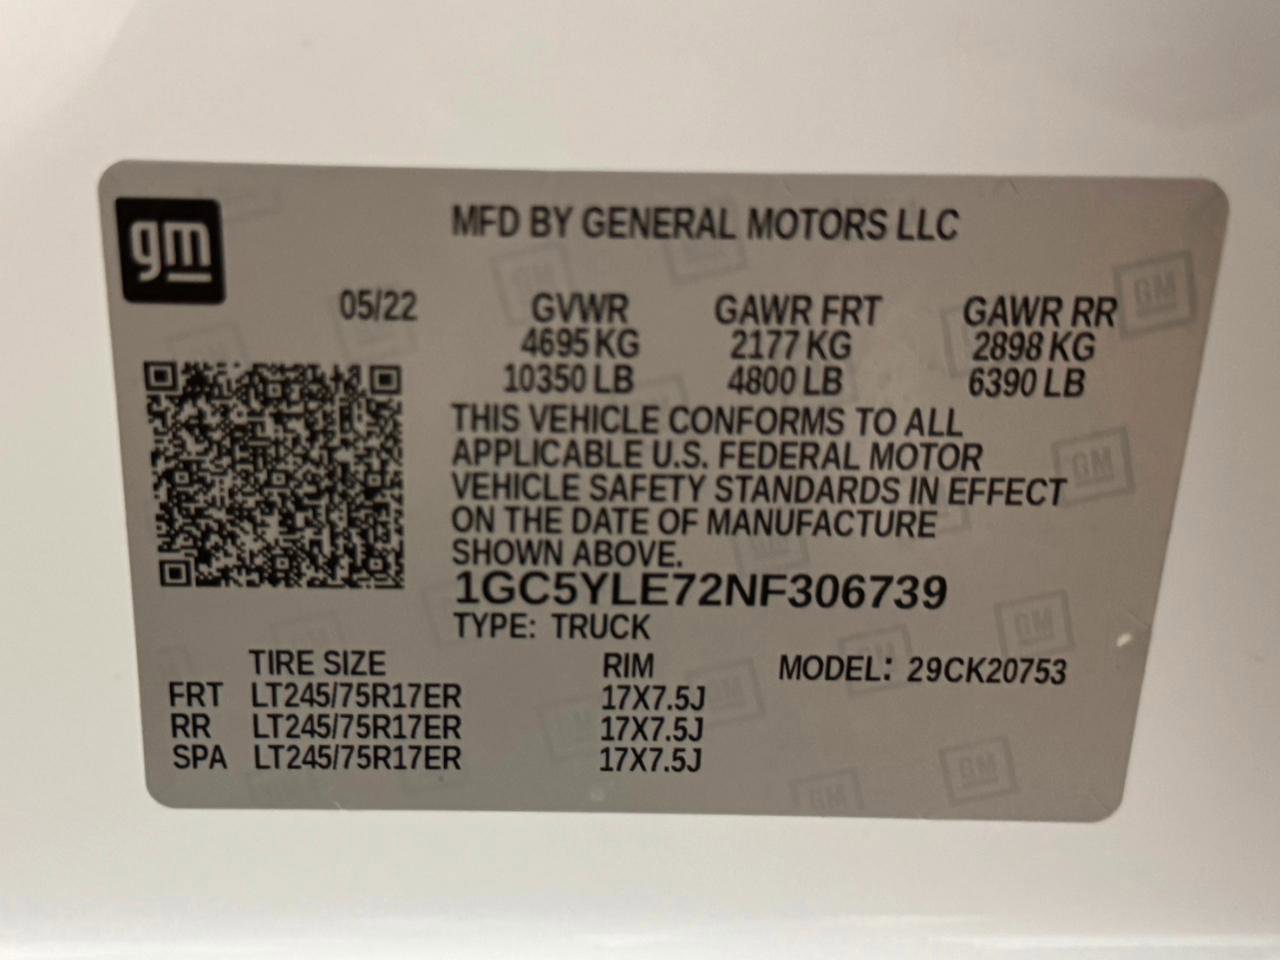 gm
MFD BY GENERAL MOTORS LLC
05/22 GVWR GAWR FRT GAWR RR
4695 KG 2177 KG 2898 KG
10350 LB 4800 LB 6390 LB
THIS VEHICLE CONFORMS TO ALL
APPLICABLE U.S. FEDERAL MOTOR
VEHICLE SAFETY STANDARDS IN EFFECT
ON THE DATE OF MANUFACTURE
SHOWN ABOVE.
1GC5YLE72NF306739
TYPE: TRUCK
TIRE SIZE RIM MODEL: 29CK20753
FRT LT245/75R17ER 17X7.5J
RR LT245/75R17ER 17X7.5J
SPA LT245/75R17ER 17X7.5J